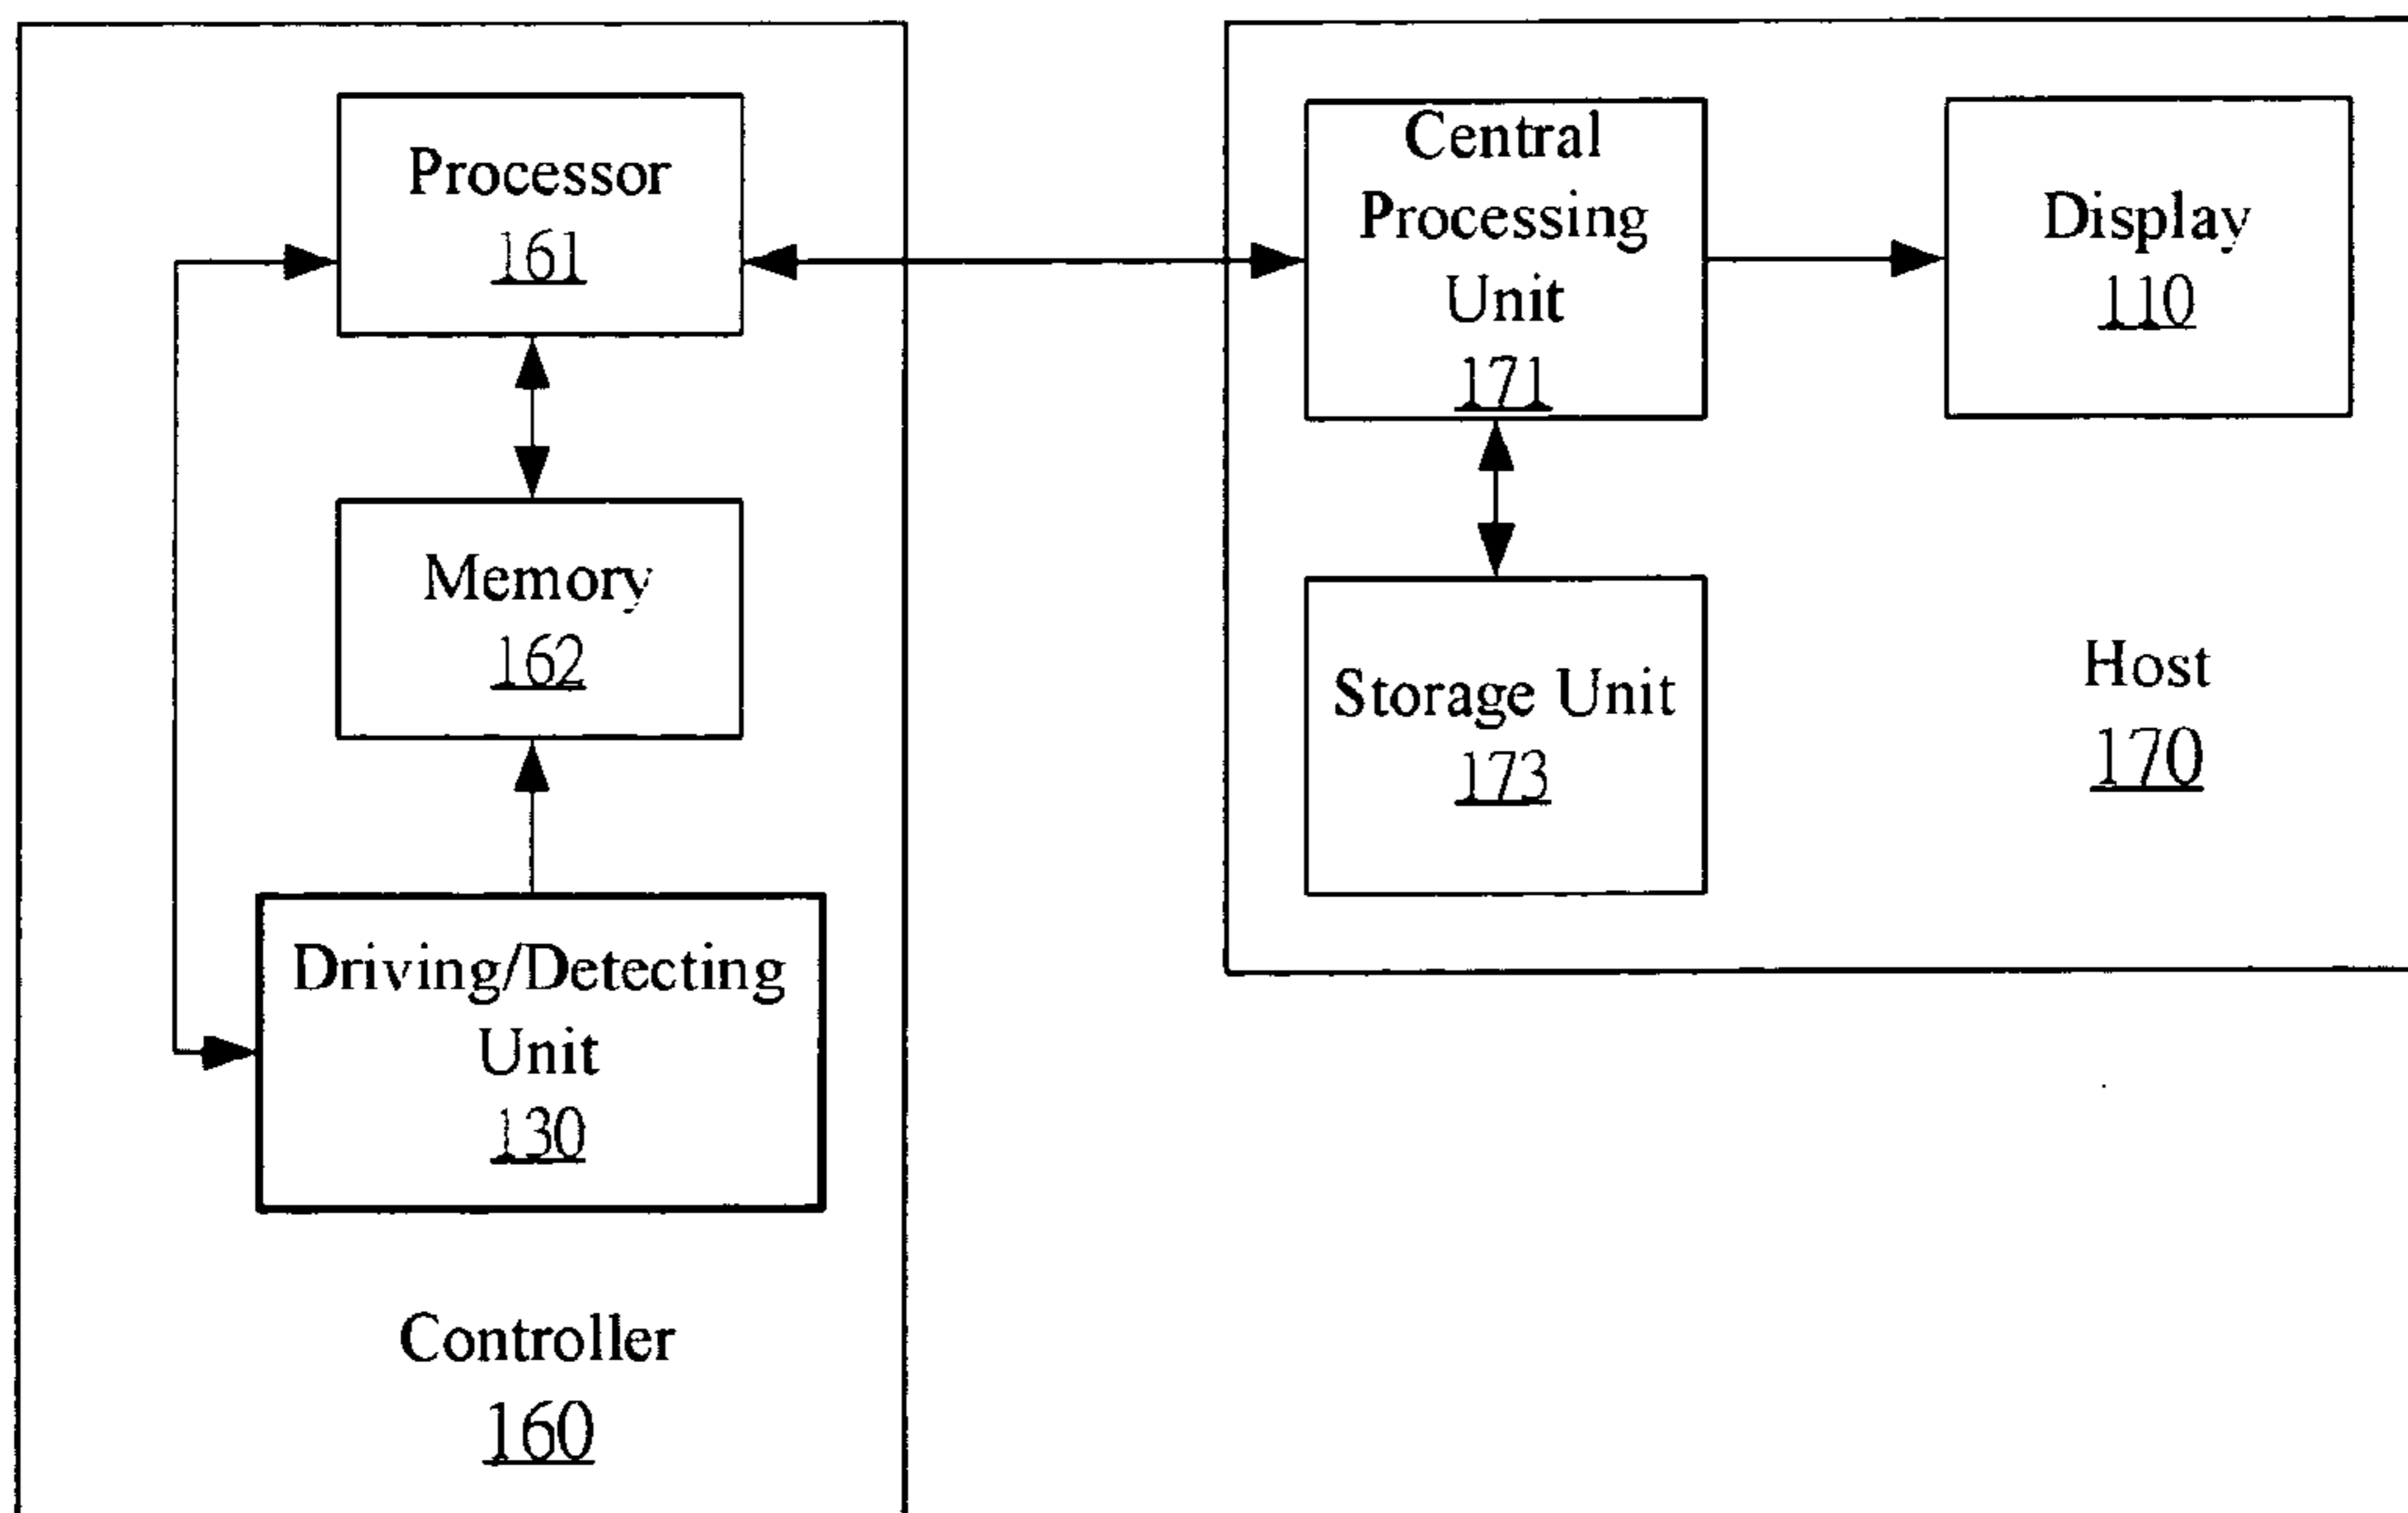 Processor
161
Memory
162
Driving/Detecting
Unit
130
Controller
160
Central
Processing
Unit
171
Display
110
Storage Unit
173
Host
170